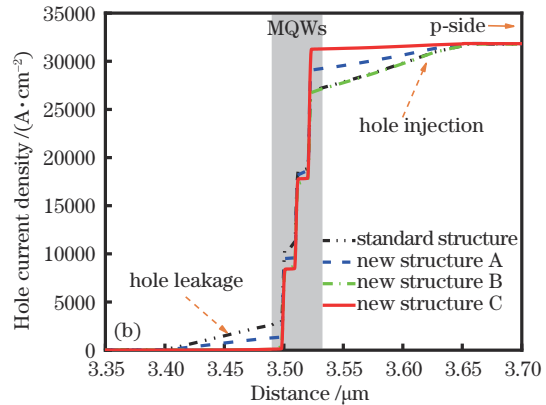 35000
30000
25000
20000
15000
10000
5000
0
Hole current density /(A·cm⁻²)
MQWs
p-side
hole injection
hole leakage
standard structure
new structure A
new structure B
new structure C
(b)
3.35 3.40 3.45 3.50 3.55 3.60 3.65 3.70
Distance /μm